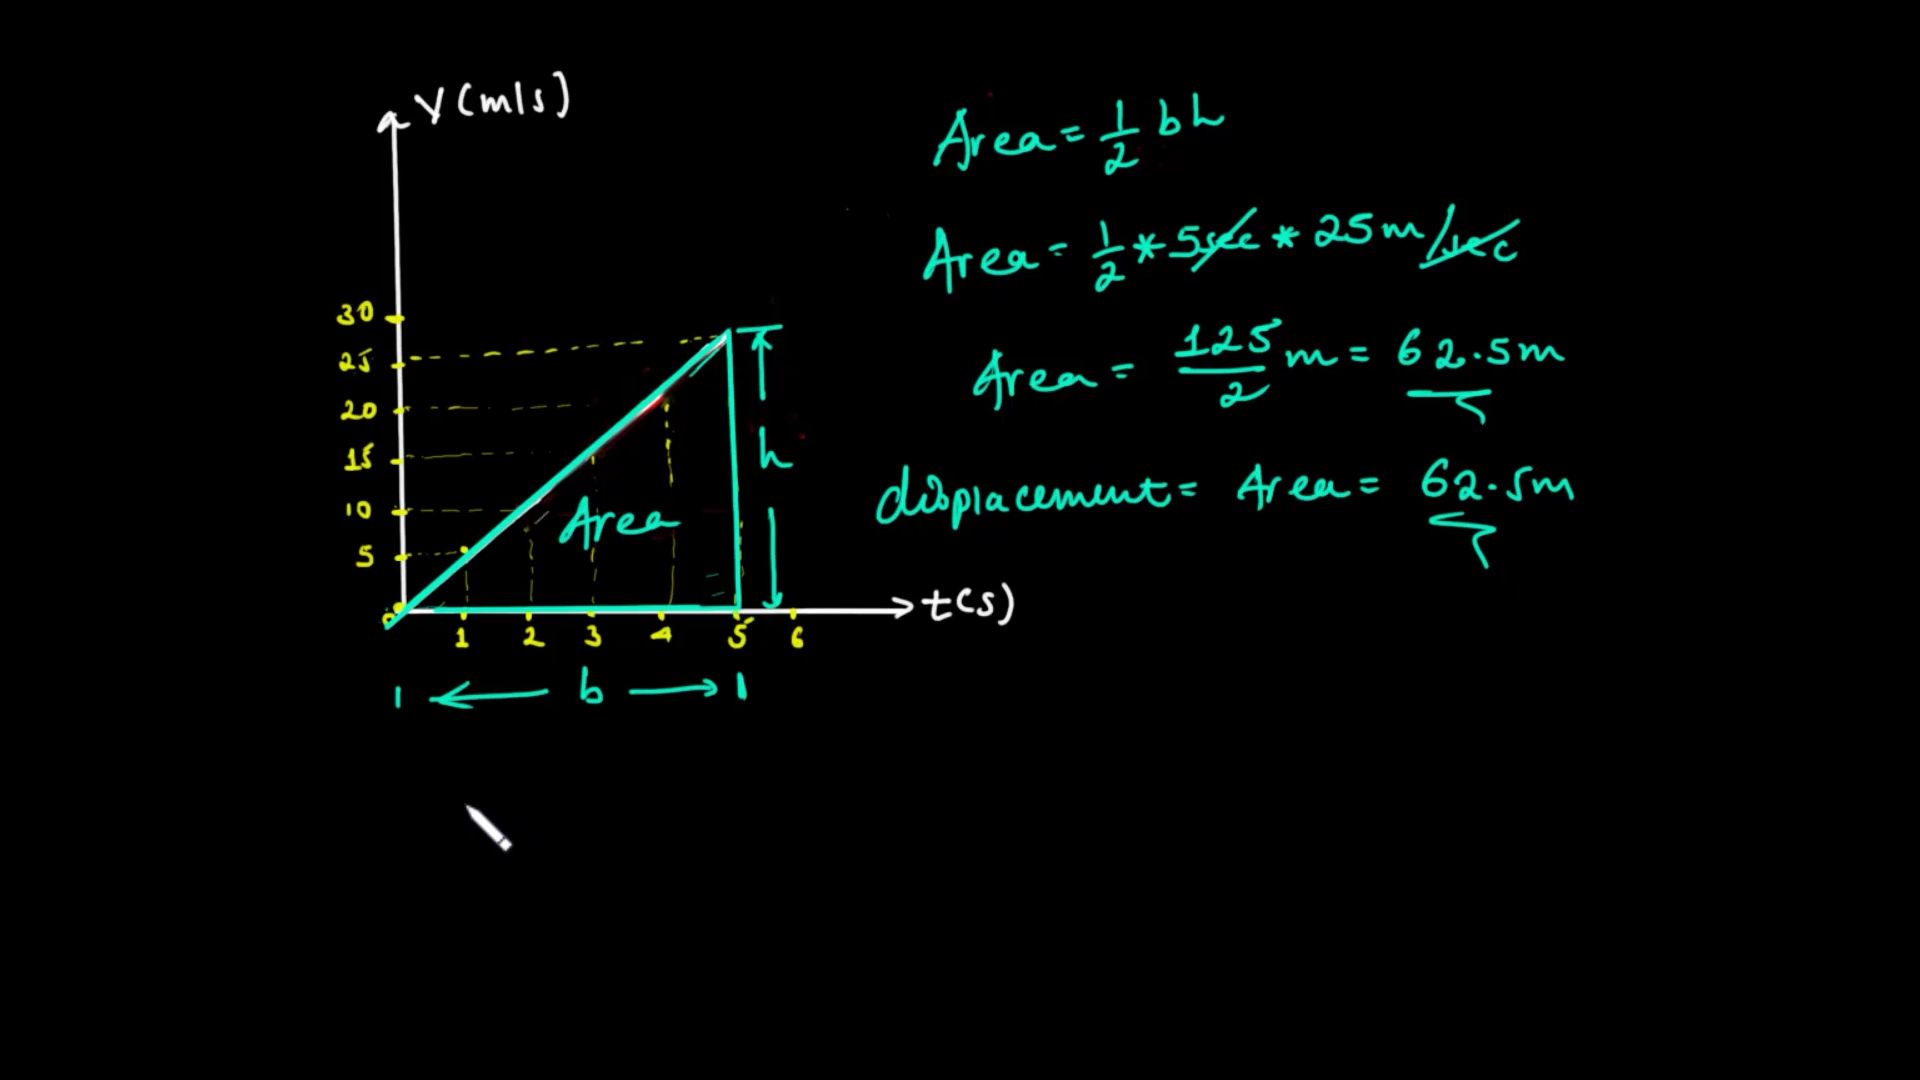 V(m/s)
30
25
20
15
10
5
0
1 2 3 4 5 6
t(s)
h
Area
b
Area = 1/2 bh
Area = 1/2 * 5sec * 25m/sec
Area = 125/2 m = 62.5m
displacement = Area = 62.5m